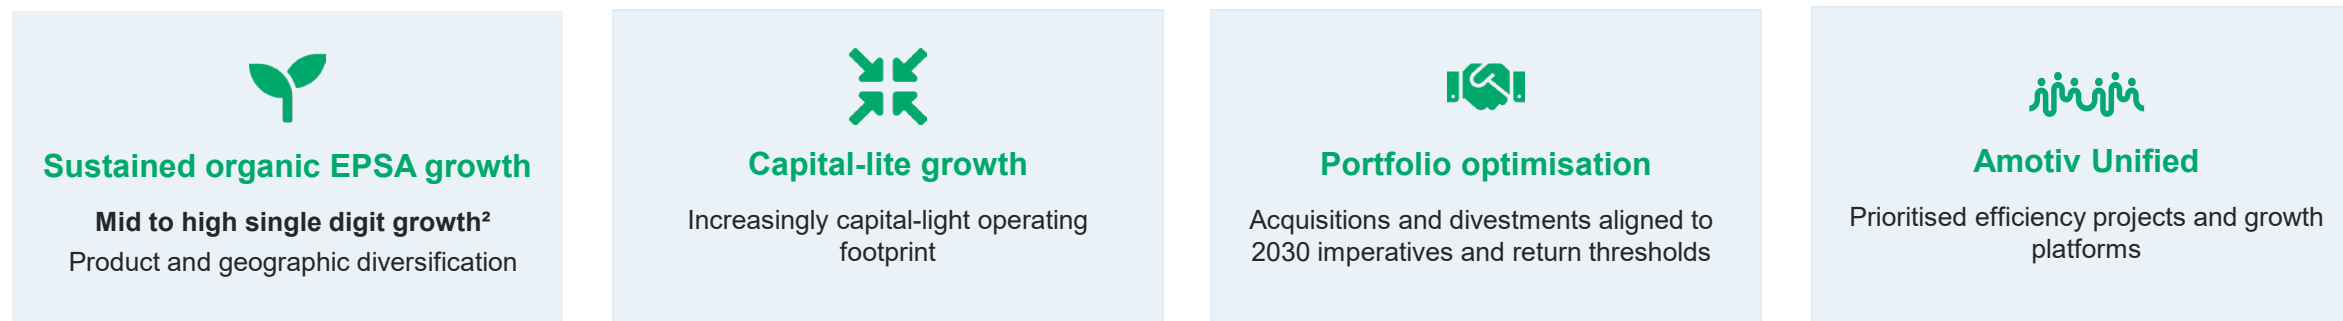 Sustained organic EPSA growth
Mid to high single digit growth²
Product and geographic diversification
Capital-lite growth
Increasingly capital-light operating
footprint
Portfolio optimisation
Acquisitions and divestments aligned to
2030 imperatives and return thresholds
Amotiv Unified
Prioritised efficiency projects and growth
platforms